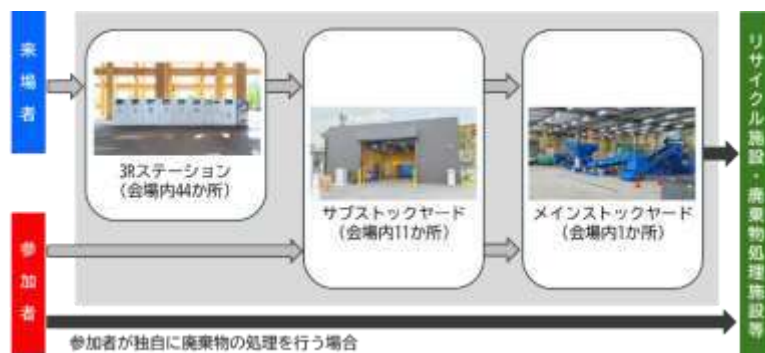 来場者
3Rステーション
(会場内44か所)
サブストックヤード
(会場内11か所)
メインストックヤード
(会場内1か所)
参加者
参加者が独自に廃棄物の処理を行う場合
リサイクル施設・廃棄物処理施設等